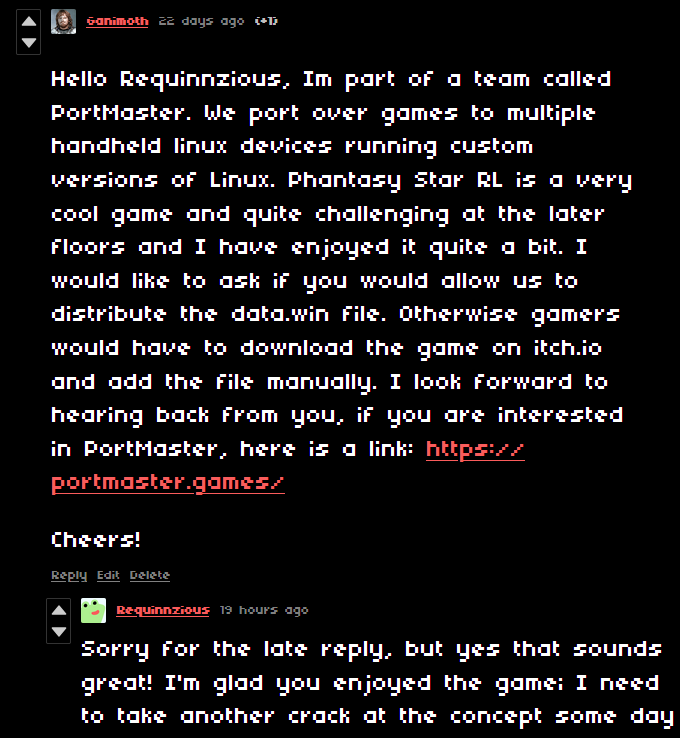 Ganimoth 22 days ago (+1)
Hello Requinnzious, Im part of a team called
PortMaster. We port over games to multiple
handheld linux devices running custom
versions of Linux. Phantasy Star RL is a very
cool game and quite challenging at the later
floors and I have enjoyed it quite a bit. I
would like to ask if you would allow us to
distribute the data.win file. Otherwise gamers
would have to download the game on itch.io
and add the file manually. I look forward to
hearing back from you, if you are interested
in PortMaster, here is a link: https://
portmaster.games/
Cheers!
Reply Edit Delete
Requinnzious 19 hours ago
Sorry for the late reply, but yes that sounds
great! I'm glad you enjoyed the game; I need
to take another crack at the concept some day